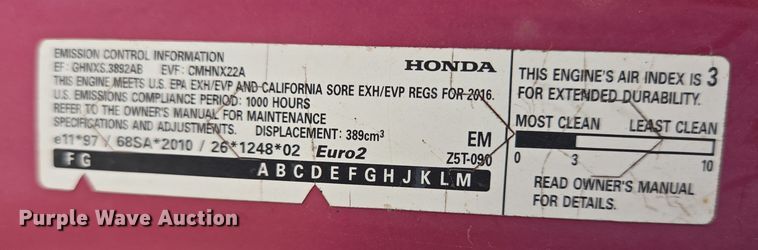 EMISSION CONTROL INFORMATION
EF: GHNXS.3892AB EVF: CMHNX22A
HONDA
THIS ENGINE MEETS U.S. EPA EXH/EVP AND CALIFORNIA SORE EXH/EVP REGS FOR 2016.
U.S. EMISSIONS COMPLIANCE PERIOD: 1000 HOURS
REFER TO THE OWNER'S MANUAL FOR MAINTENANCE
SPECIFICATIONS AND ADJUSTMENTS. DISPLACEMENT: 389cm³
EM
e11*97 / 68SA*2010 / 26*1248*02 Euro2 Z5T-090
F G A B C D E F G H J K L M
THIS ENGINE'S AIR INDEX IS 3
FOR EXTENDED DURABILITY.
MOST CLEAN LEAST CLEAN
0 3 10
READ OWNER'S MANUAL
FOR DETAILS.
Purple Wave Auction